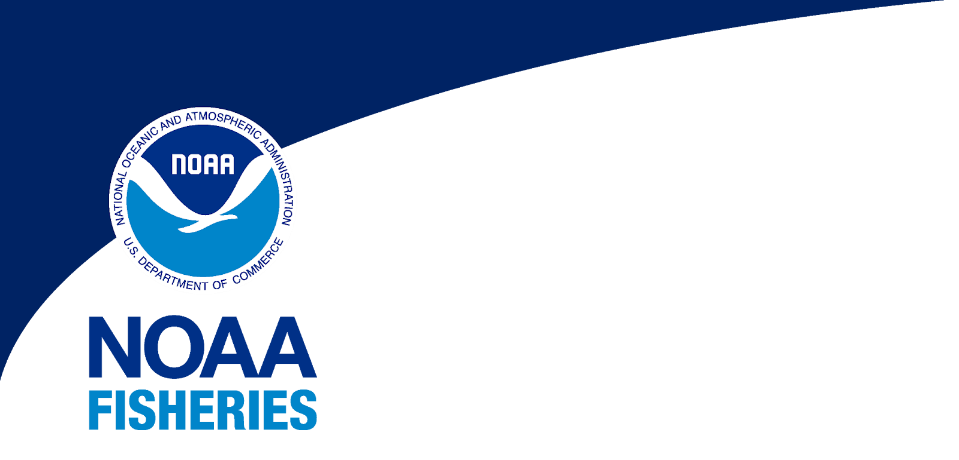 NATIONAL OCEANIC AND ATMOSPHERIC ADMINISTRATION
NOAA
U.S. DEPARTMENT OF COMMERCE
NOAA
FISHERIES